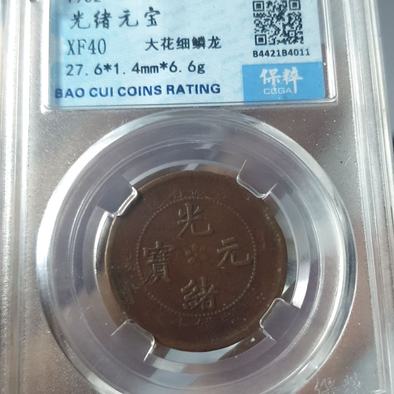 光绪元宝
XF40 大花细鳞龙
27.6*1.4mm*6.6g
BAO CUI COINS RATING
B4421B4011
保粹
CCGA
光
元
寶
緒